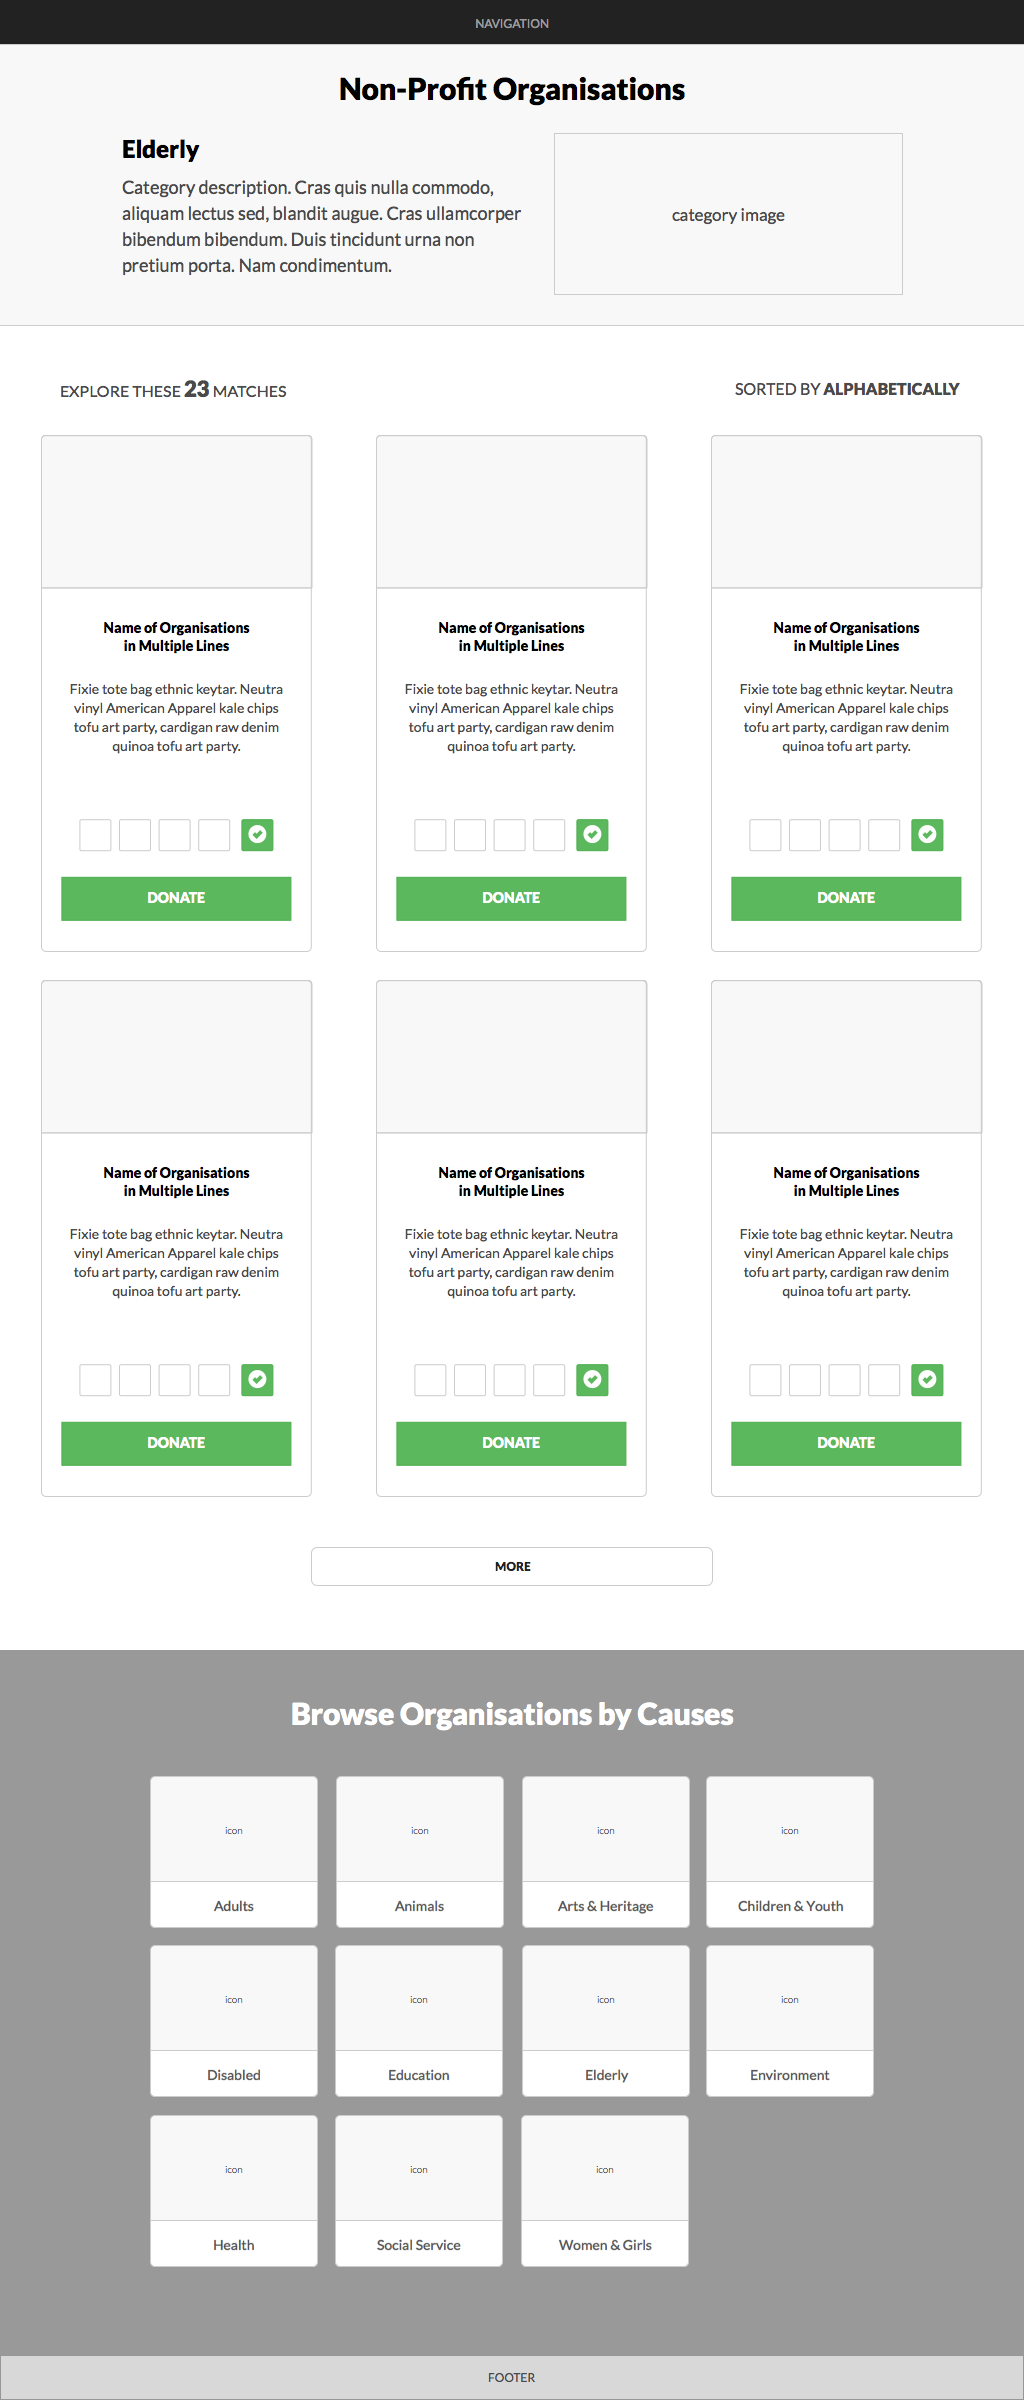 NAVIGATION
Non-Profit Organisations
Elderly
Category description. Cras quis nulla commodo,
aliquam lectus sed, blandit augue. Cras ullamcorper
bibendum bibendum. Duis tincidunt urna non
pretium porta. Nam condimentum.
category image
EXPLORE THESE 23 MATCHES
SORTED BY ALPHABETICALLY
Name of Organisations
in Multiple Lines
Fixie tote bag ethnic keytar. Neutra
vinyl American Apparel kale chips
tofu art party, cardigan raw denim
quinoa tofu art party.
DONATE
Name of Organisations
in Multiple Lines
Fixie tote bag ethnic keytar. Neutra
vinyl American Apparel kale chips
tofu art party, cardigan raw denim
quinoa tofu art party.
DONATE
Name of Organisations
in Multiple Lines
Fixie tote bag ethnic keytar. Neutra
vinyl American Apparel kale chips
tofu art party, cardigan raw denim
quinoa tofu art party.
DONATE
Name of Organisations
in Multiple Lines
Fixie tote bag ethnic keytar. Neutra
vinyl American Apparel kale chips
tofu art party, cardigan raw denim
quinoa tofu art party.
DONATE
Name of Organisations
in Multiple Lines
Fixie tote bag ethnic keytar. Neutra
vinyl American Apparel kale chips
tofu art party, cardigan raw denim
quinoa tofu art party.
DONATE
Name of Organisations
in Multiple Lines
Fixie tote bag ethnic keytar. Neutra
vinyl American Apparel kale chips
tofu art party, cardigan raw denim
quinoa tofu art party.
DONATE
MORE
Browse Organisations by Causes
icon
Adults
icon
Animals
icon
Arts & Heritage
icon
Children & Youth
icon
Disabled
icon
Education
icon
Elderly
icon
Environment
icon
Health
icon
Social Service
icon
Women & Girls
FOOTER